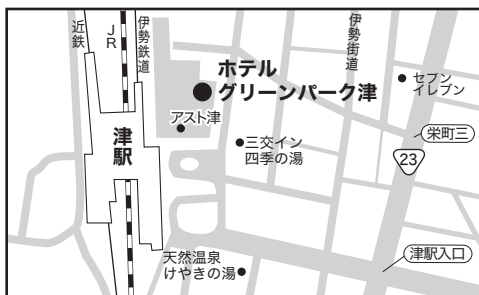 近鉄
JR
伊勢鉄道
伊勢街道
ホテル
グリーンパーク津
セブン
イレブン
アスト津
津駅
三交イン
四季の湯
栄町三
23
津駅入口
天然温泉
けやきの湯